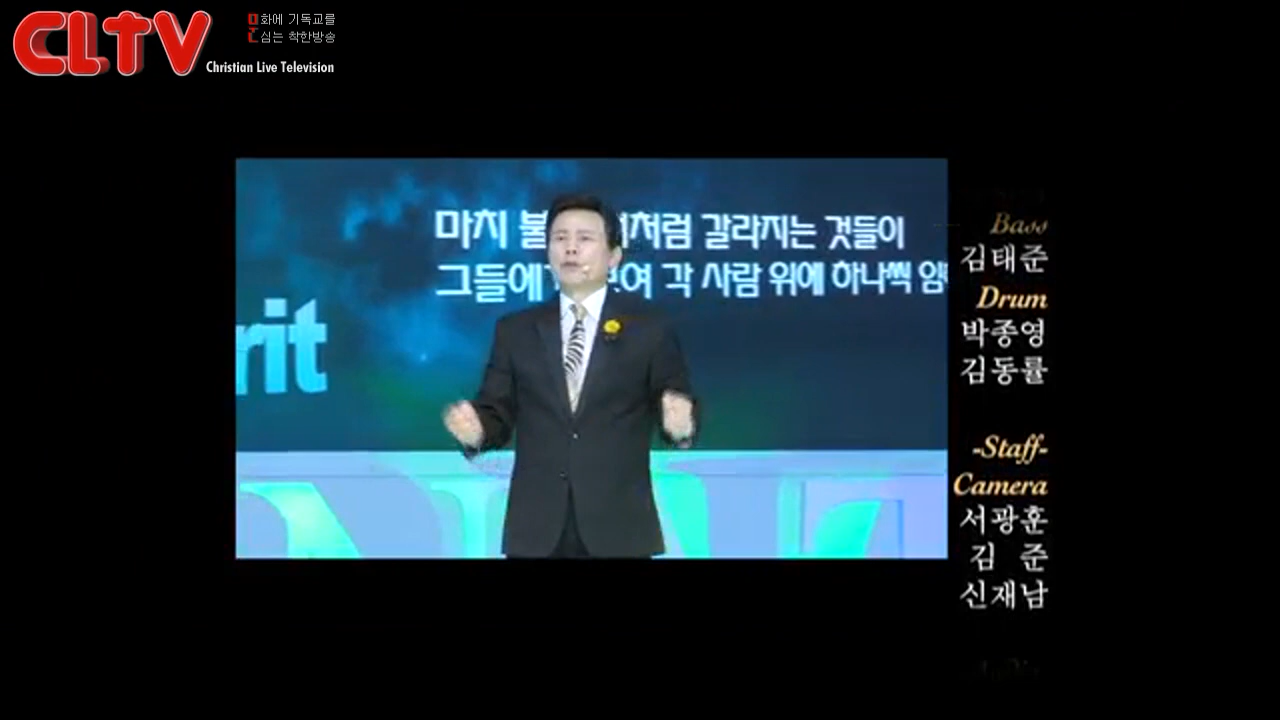 CLTV
문화에 기독교를
심는 착한방송
Christian Live Television
마치 불 처럼 갈라지는 것들이
그들에게 보여 각 사람 위에 하나씩 임
rit
Bass
김태준
Drum
박종영
김동률
-Staff-
Camera
서광훈
김 준
신재남